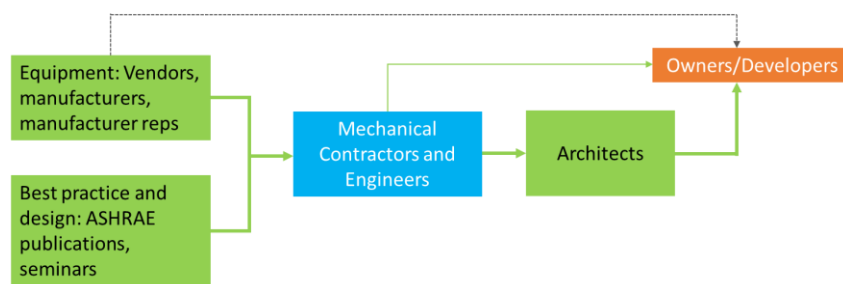 Equipment: Vendors,
manufacturers,
manufacturer reps
Owners/Developers
Mechanical
Contractors and
Engineers
Architects
Best practice and
design: ASHRAE
publications,
seminars